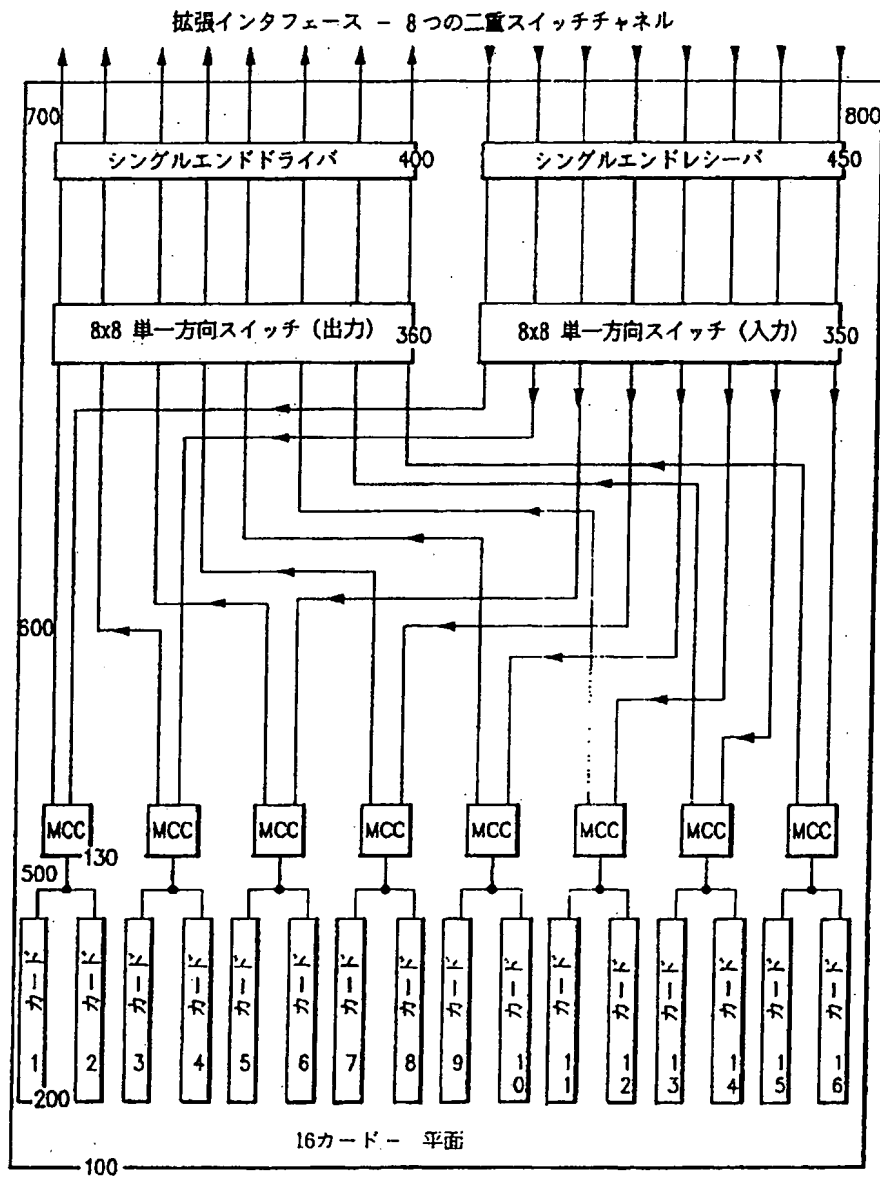 拡張インタフェース - 8つの二重スイッチチャネル
700
800
シングルエンドドライバ 400
シングルエンドレシーバ 450
8x8 単一方向スイッチ (出力) 360
8x8 単一方向スイッチ (入力) 350
600
MCC MCC MCC MCC MCC MCC MCC MCC
130
500
カード 1
カード 2
カード 3
カード 4
カード 5
カード 6
カード 7
カード 8
カード 9
カード 10
カード 11
カード 12
カード 13
カード 14
カード 15
カード 16
200
16カード - 平面
100